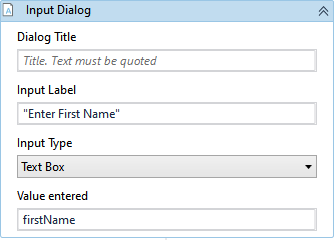 Input Dialog
Dialog Title
Title. Text must be quoted
Input Label
"Enter First Name"
Input Type
Text Box
Value entered
firstName